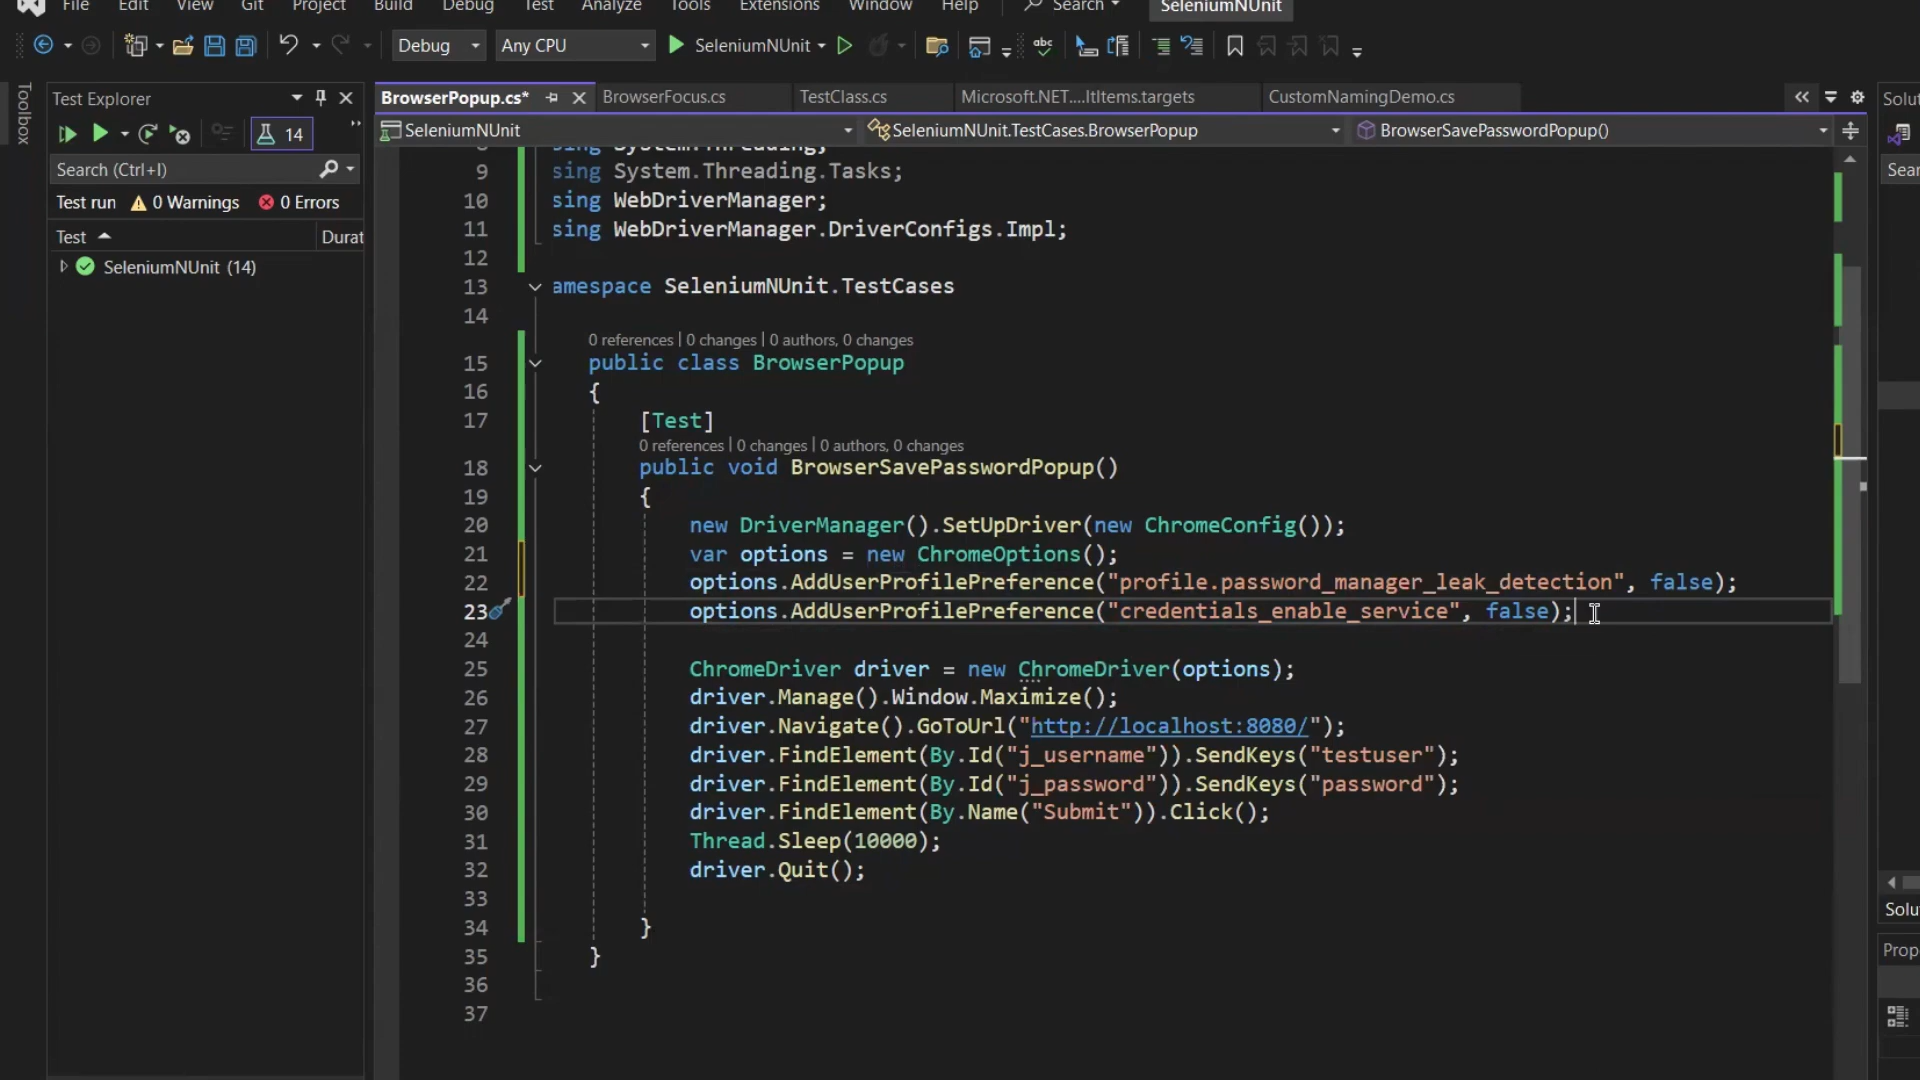 File Edit View Git Project Build Debug Test Analyze Tools Extensions Window Help Search SeleniumNUnit
Debug Any CPU SeleniumNUnit abc
Toolbox
Test Explorer
14
Search (Ctrl+I)
Test run 0 Warnings 0 Errors
Test Durat
SeleniumNUnit (14)
BrowserPopup.cs* BrowserFocus.cs TestClass.cs Microsoft.NET....ItItems.targets CustomNamingDemo.cs
SeleniumNUnit SeleniumNUnit.TestCases.BrowserPopup BrowserSavePasswordPopup()
8 sing System.Threading;
9 sing System.Threading.Tasks;
10 sing WebDriverManager;
11 sing WebDriverManager.DriverConfigs.Impl;
12
13 amespace SeleniumNUnit.TestCases
14
0 references | 0 changes | 0 authors, 0 changes
15 public class BrowserPopup
16 {
17 [Test]
0 references | 0 changes | 0 authors, 0 changes
18 public void BrowserSavePasswordPopup()
19 {
20 new DriverManager().SetUpDriver(new ChromeConfig());
21 var options = new ChromeOptions();
22 options.AddUserProfilePreference("profile.password_manager_leak_detection", false);
23 options.AddUserProfilePreference("credentials_enable_service", false);
24
25 ChromeDriver driver = new ChromeDriver(options);
26 driver.Manage().Window.Maximize();
27 driver.Navigate().GoToUrl("http://localhost:8080/");
28 driver.FindElement(By.Id("j_username")).SendKeys("testuser");
29 driver.FindElement(By.Id("j_password")).SendKeys("password");
30 driver.FindElement(By.Name("Submit")).Click();
31 Thread.Sleep(10000);
32 driver.Quit();
33
34 }
35 }
36
37
Solut
Sear
Solu
Prop